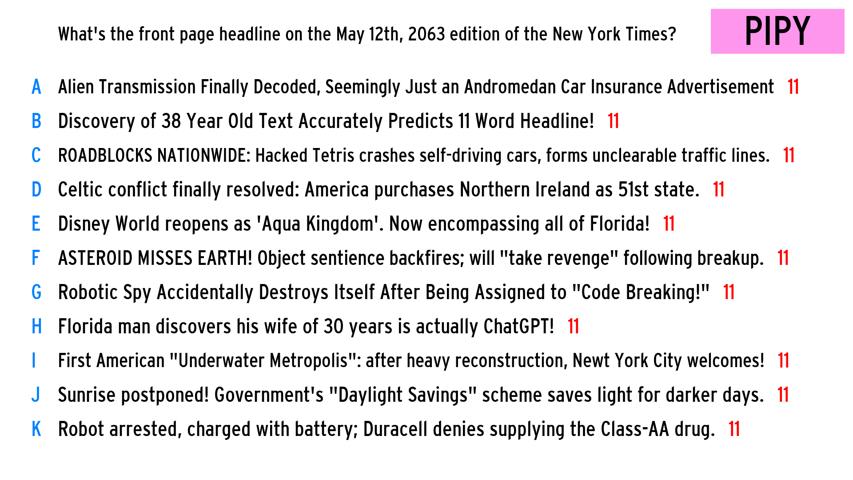 What's the front page headline on the May 12th, 2063 edition of the New York Times?
PIPY
A Alien Transmission Finally Decoded, Seemingly Just an Andromedan Car Insurance Advertisement 11
B Discovery of 38 Year Old Text Accurately Predicts 11 Word Headline! 11
C ROADBLOCKS NATIONWIDE: Hacked Tetris crashes self-driving cars, forms unclearable traffic lines. 11
D Celtic conflict finally resolved: America purchases Northern Ireland as 51st state. 11
E Disney World reopens as 'Aqua Kingdom'. Now encompassing all of Florida! 11
F ASTEROID MISSES EARTH! Object sentience backfires; will "take revenge" following breakup. 11
G Robotic Spy Accidentally Destroys Itself After Being Assigned to "Code Breaking!" 11
H Florida man discovers his wife of 30 years is actually ChatGPT! 11
I First American "Underwater Metropolis": after heavy reconstruction, Newt York City welcomes! 11
J Sunrise postponed! Government's "Daylight Savings" scheme saves light for darker days. 11
K Robot arrested, charged with battery; Duracell denies supplying the Class-AA drug. 11